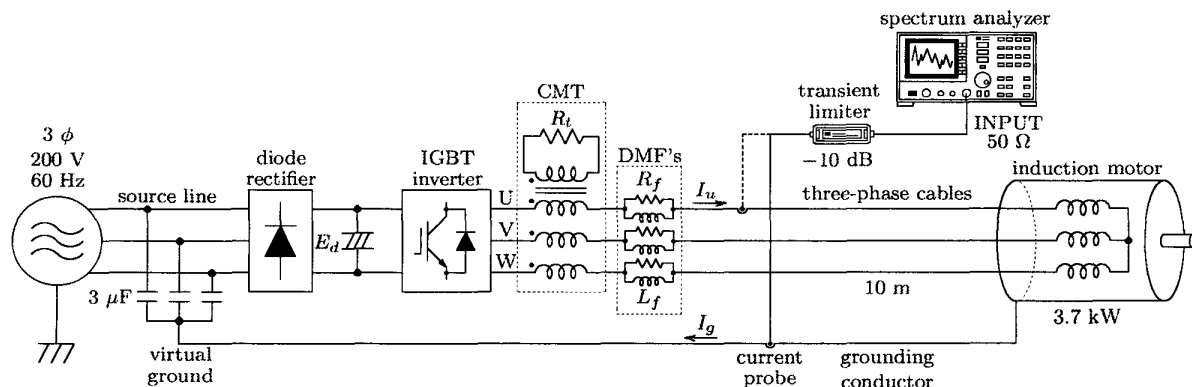 spectrum analyzer
CMT
R_t
transient
limiter
−10 dB
INPUT
50 Ω
3 ϕ
200 V
60 Hz
diode
rectifier
IGBT
inverter
DMF's
R_f
I_u
induction motor
source line
U
three-phase cables
E_d
V
W
3 μF
L_f
10 m
3.7 kW
I_g
virtual
ground
current
probe
grounding
conductor